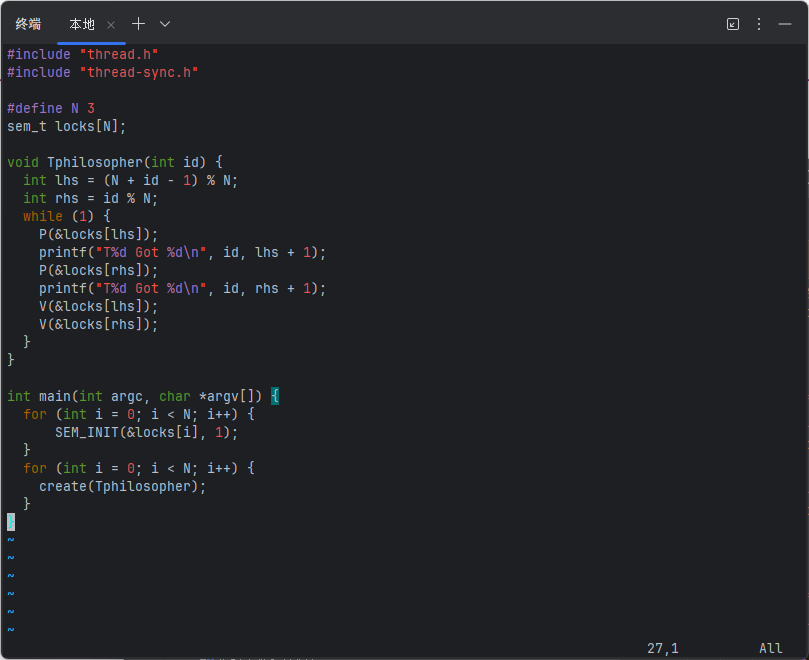 终端 本地
#include "thread.h"
#include "thread-sync.h"
#define N 3
sem_t locks[N];
void Tphilosopher(int id) {
  int lhs = (N + id - 1) % N;
  int rhs = id % N;
  while (1) {
    P(&locks[lhs]);
    printf("T%d Got %d\n", id, lhs + 1);
    P(&locks[rhs]);
    printf("T%d Got %d\n", id, rhs + 1);
    V(&locks[lhs]);
    V(&locks[rhs]);
  }
}
int main(int argc, char *argv[]) {
  for (int i = 0; i < N; i++) {
      SEM_INIT(&locks[i], 1);
  }
  for (int i = 0; i < N; i++) {
    create(Tphilosopher);
  }
}
~
~
~
~
~
~
27,1 All